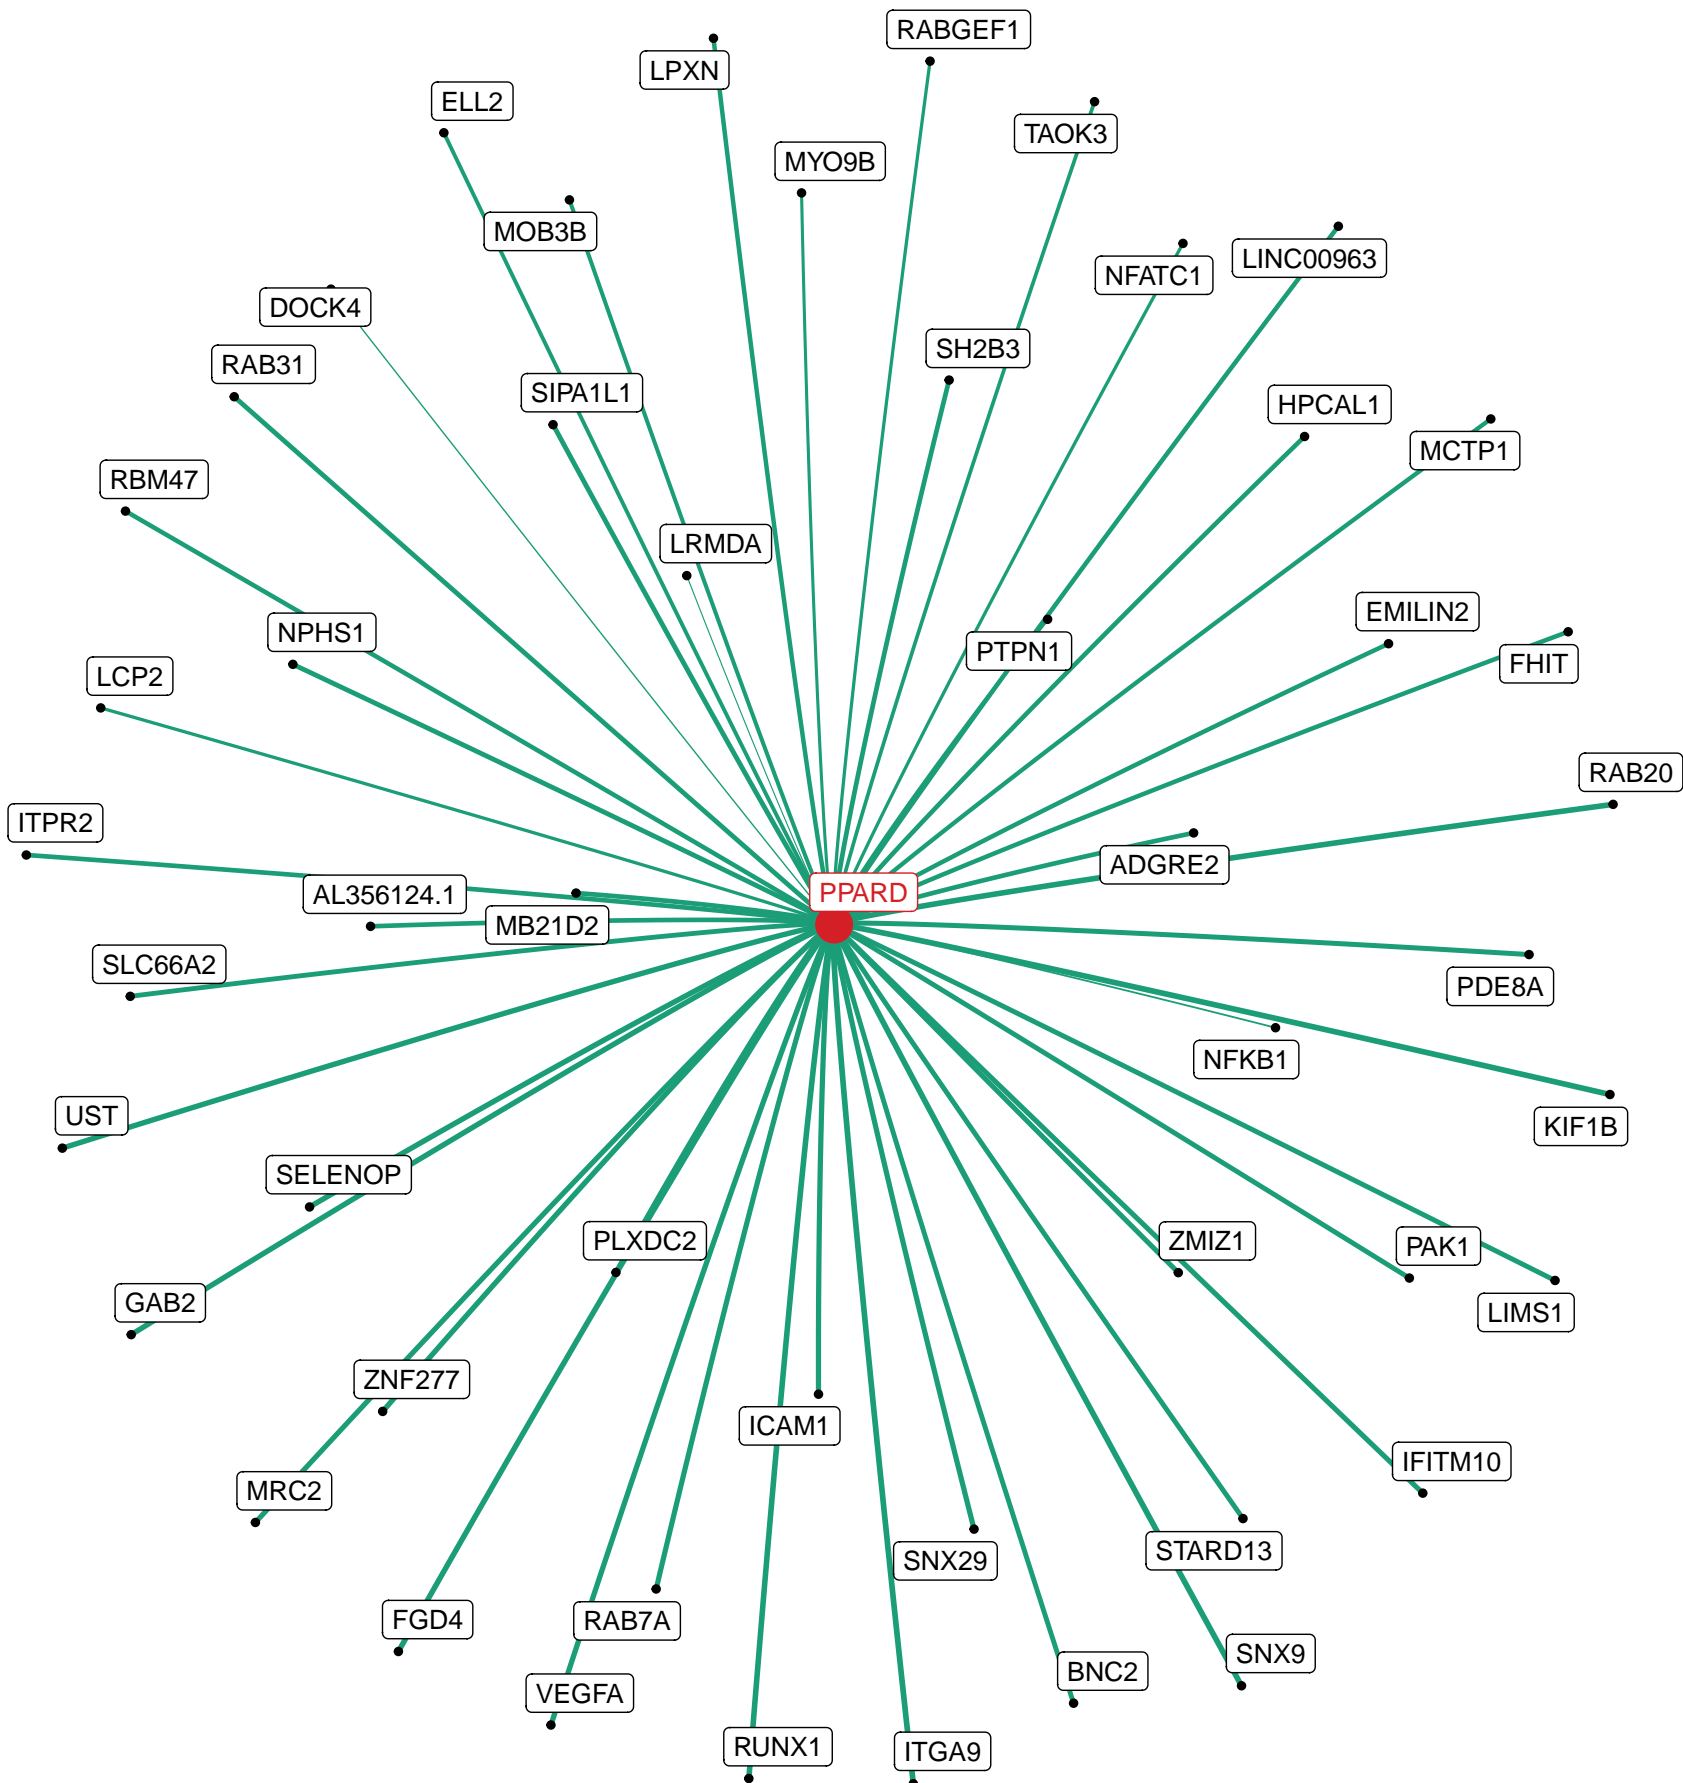 RABGEF1
LPXN
ELL2
TAOK3
MYO9B
MOB3B
LINC00963
NFATC1
DOCK4
SH2B3
RAB31
SIPA1L1
HPCAL1
MCTP1
RBM47
LRMDA
EMILIN2
NPHS1
PTPN1
FHIT
LCP2
RAB20
ITPR2
ADGRE2
PPARD
AL356124.1
MB21D2
SLC66A2
PDE8A
NFKB1
UST
KIF1B
SELENOP
PLXDC2
ZMIZ1
PAK1
GAB2
LIMS1
ZNF277
ICAM1
IFITM10
MRC2
STARD13
SNX29
FGD4
RAB7A
SNX9
BNC2
VEGFA
RUNX1
ITGA9